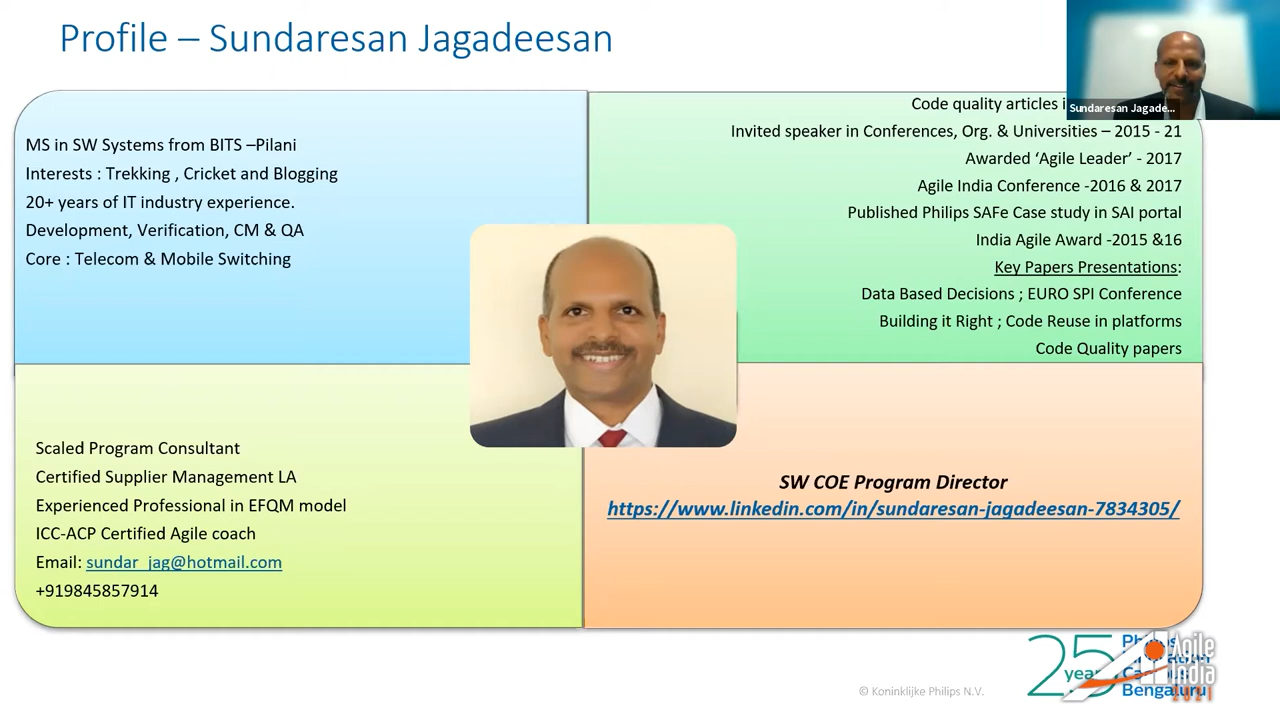 Profile – Sundaresan Jagadeesan
Sundaresan Jagade...
MS in SW Systems from BITS –Pilani
Interests : Trekking , Cricket and Blogging
20+ years of IT industry experience.
Development, Verification, CM & QA
Core : Telecom & Mobile Switching
Code quality articles
Invited speaker in Conferences, Org. & Universities – 2015 - 21
Awarded ‘Agile Leader’ - 2017
Agile India Conference -2016 & 2017
Published Philips SAFe Case study in SAI portal
India Agile Award -2015 &16
Key Papers Presentations:
Data Based Decisions ; EURO SPI Conference
Building it Right ; Code Reuse in platforms
Code Quality papers
Scaled Program Consultant
Certified Supplier Management LA
Experienced Professional in EFQM model
ICC-ACP Certified Agile coach
Email: sundar_jag@hotmail.com
+919845857914
SW COE Program Director
https://www.linkedin.com/in/sundaresan-jagadeesan-7834305/
© Koninklijke Philips N.V.
25
years
Bengaluru
Agile
India
2021